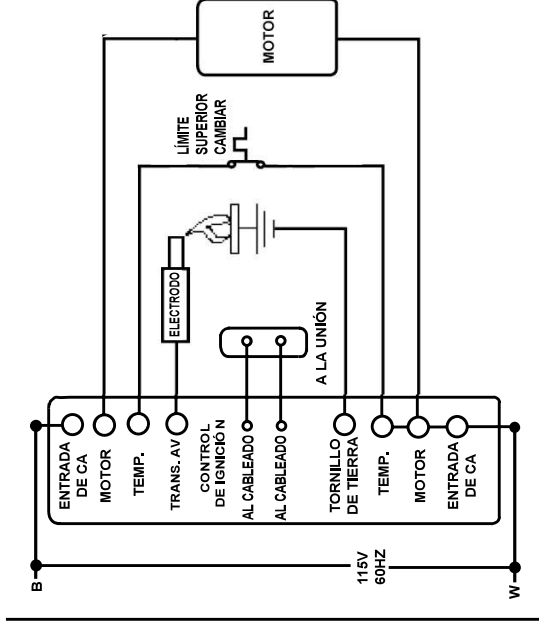 MOTOR
LÍMITE
SUPERIOR
CAMBIAR
ELECTRODO
A LA UNIÓN
ENTRADA
DE CA
MOTOR
TEMP.
TRANS. AV
CONTROL
DE IGNICIÓN
AL CABLEADO
AL CABLEADO
TORNILLO
DE TIERRA
TEMP.
MOTOR
ENTRADA
DE CA
B
115V
60HZ
W